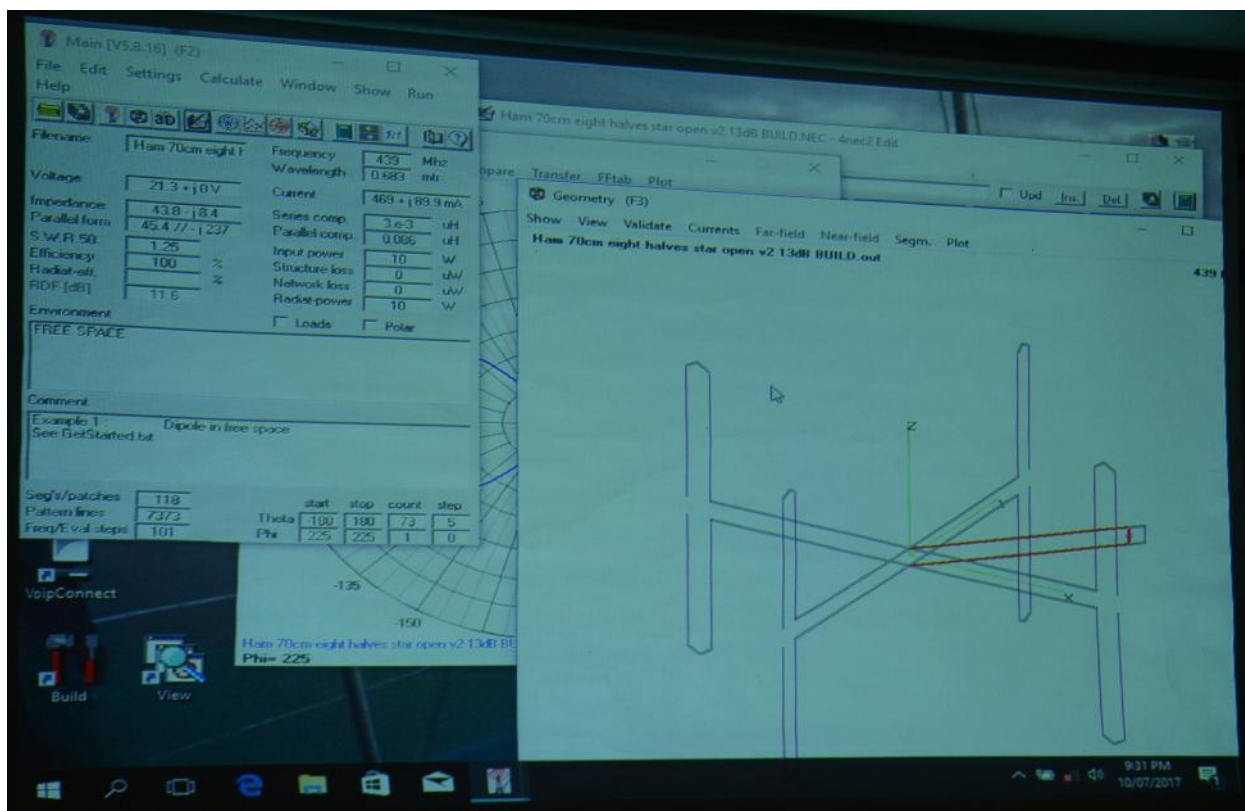 Main [V5.8.16] (F2)
File Edit Settings Calculate Window Show Run
Help
3D
Filename Ham 70cm eight h
Frequency 439 Mhz
Wavelength 0.683 mtr
Voltage 21.3 + j 0 V
Current 469 + j 89.9 mA
Impedance 43.8 - j 8.4
Series comp. 3.e-3 uH
Parallel form 45.4 // - j 237
Parallel comp. 0.086 uH
S.W.R.50 1.25
Input power 10 W
Efficiency 100 %
Structure loss 0 uW
Radiat-eff. %
Network loss 0 uW
RDF [dB] 11.6
Radiat-power 10 W
Environment
Loads Polar
FREE SPACE
Comment
Example 1 : Dipole in free space
See GetStarted.txt
Seg's/patches 118
start stop count step
Pattern lines 7373
Theta -180 180 73 5
Freq/Eval steps 101
Phi 225 225 1 0
Ham 70cm eight halves star open v2 13dB BUILD.NEC - 4nec2 Edit
Upd Ins. Del.
mpare Transfer FFtab Plot
Geometry (F3)
Show View Validate Currents Far-field Near-field Segm. Plot
Ham 70cm eight halves star open v2 13dB BUILD.out
439
Z
Y
X
-135
-150
Ham 70cm eight halves star open v2 13dB BU
Phi= 225
VoipConnect
Build
View
9:31 PM
10/07/2017